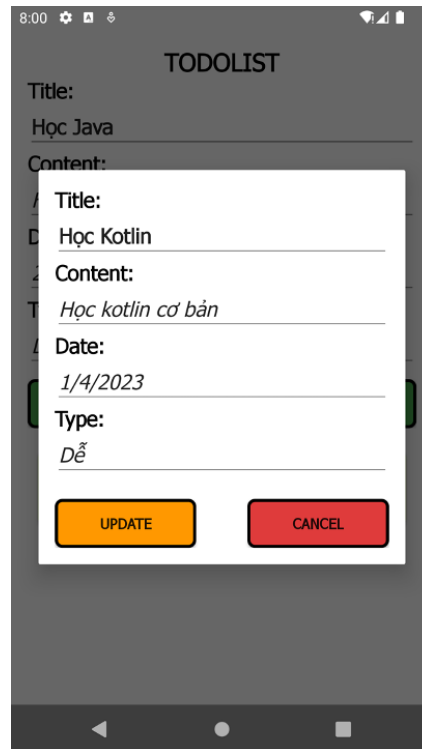 8:00
TODOLIST
Title:
Học Java
Content:
Title:
Học Kotlin
Content:
Học kotlin cơ bản
Date:
1/4/2023
Type:
Dễ
UPDATE
CANCEL